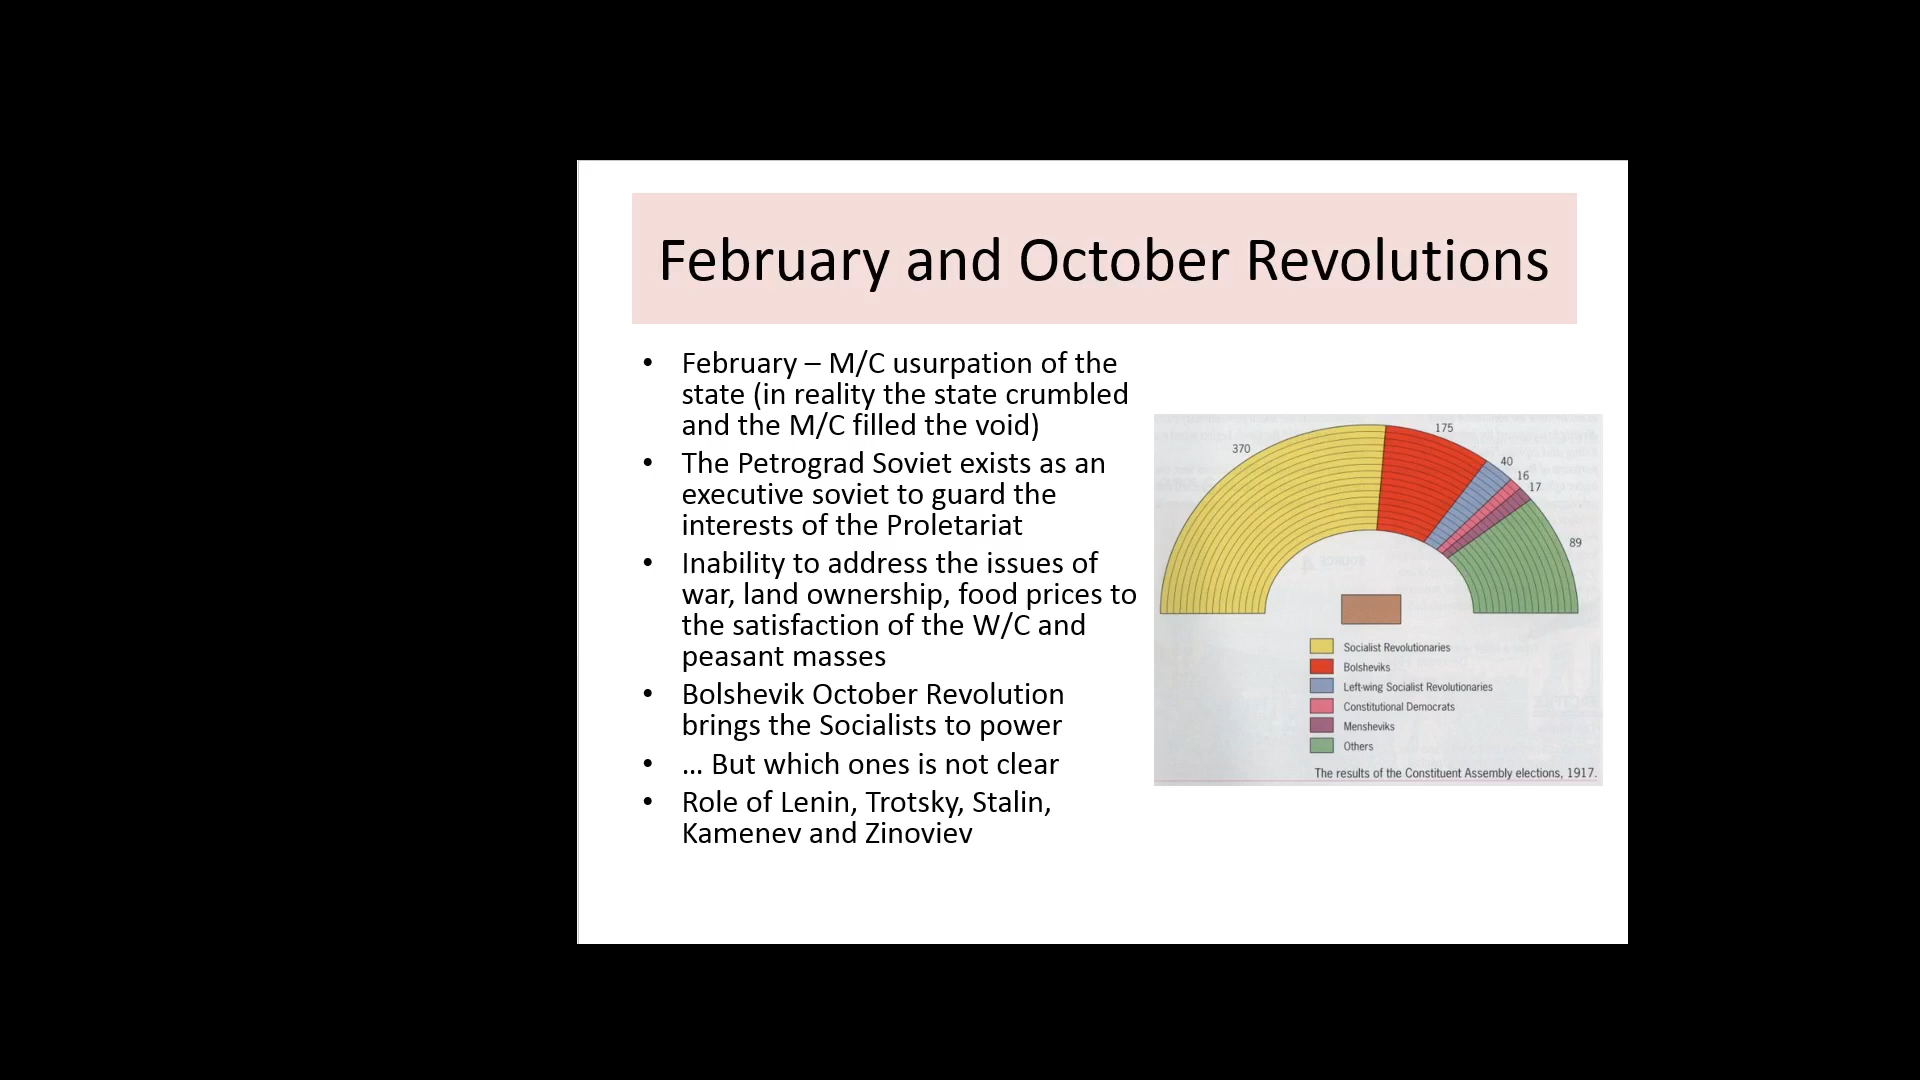 February and October Revolutions
• February – M/C usurpation of the
state (in reality the state crumbled
and the M/C filled the void)
• The Petrograd Soviet exists as an
executive soviet to guard the
interests of the Proletariat
• Inability to address the issues of
war, land ownership, food prices to
the satisfaction of the W/C and
peasant masses
• Bolshevik October Revolution
brings the Socialists to power
• ... But which ones is not clear
• Role of Lenin, Trotsky, Stalin,
Kamenev and Zinoviev
370
175
40
16
17
89
Socialist Revolutionaries
Bolsheviks
Left-wing Socialist Revolutionaries
Constitutional Democrats
Mensheviks
Others
The results of the Constituent Assembly elections, 1917.